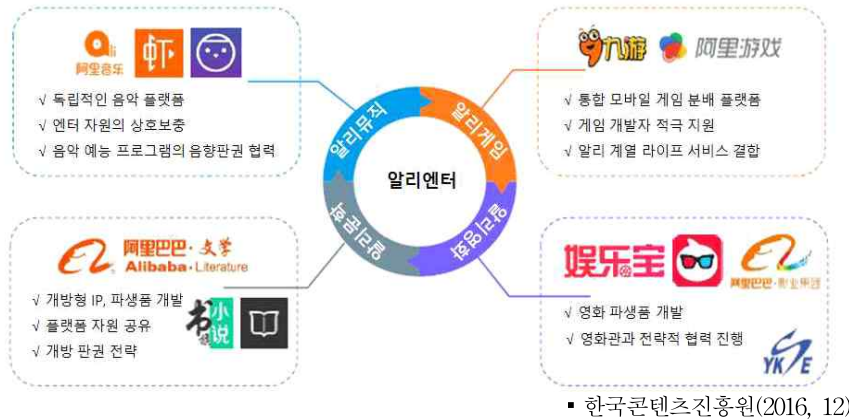 阿里音乐
虾
√ 독립적인 음악 플랫폼
√ 엔터 자원의 상호보충
√ 음악 예능 프로그램의 음향판권 협력
九游
阿里游戏
√ 통합 모바일 게임 분배 플랫폼
√ 게임 개발자 적극 지원
√ 알리 계열 라이프 서비스 결합
알리뮤직
알리게임
알리엔터
알리문화
알리영화
阿里巴巴·文学
Alibaba·Literature
√ 개방형 IP, 파생품 개발
√ 플랫폼 자원 공유
√ 개방 판권 전략
书
小说
娱乐宝
阿里巴巴·影业集团
√ 영화 파생품 개발
√ 영화관과 전략적 협력 진행
YKSE
▪ 한국콘텐츠진흥원(2016, 12)